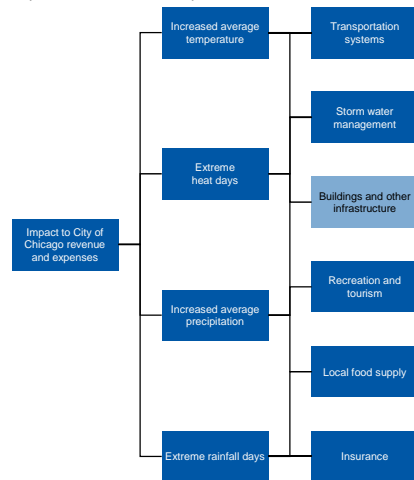 Increased average
temperature
Transportation
systems
Storm water
management
Extreme
heat days
Buildings and other
infrastructure
Impact to City of
Chicago revenue
and expenses
Recreation and
tourism
Increased average
precipitation
Local food supply
Extreme rainfall days
Insurance